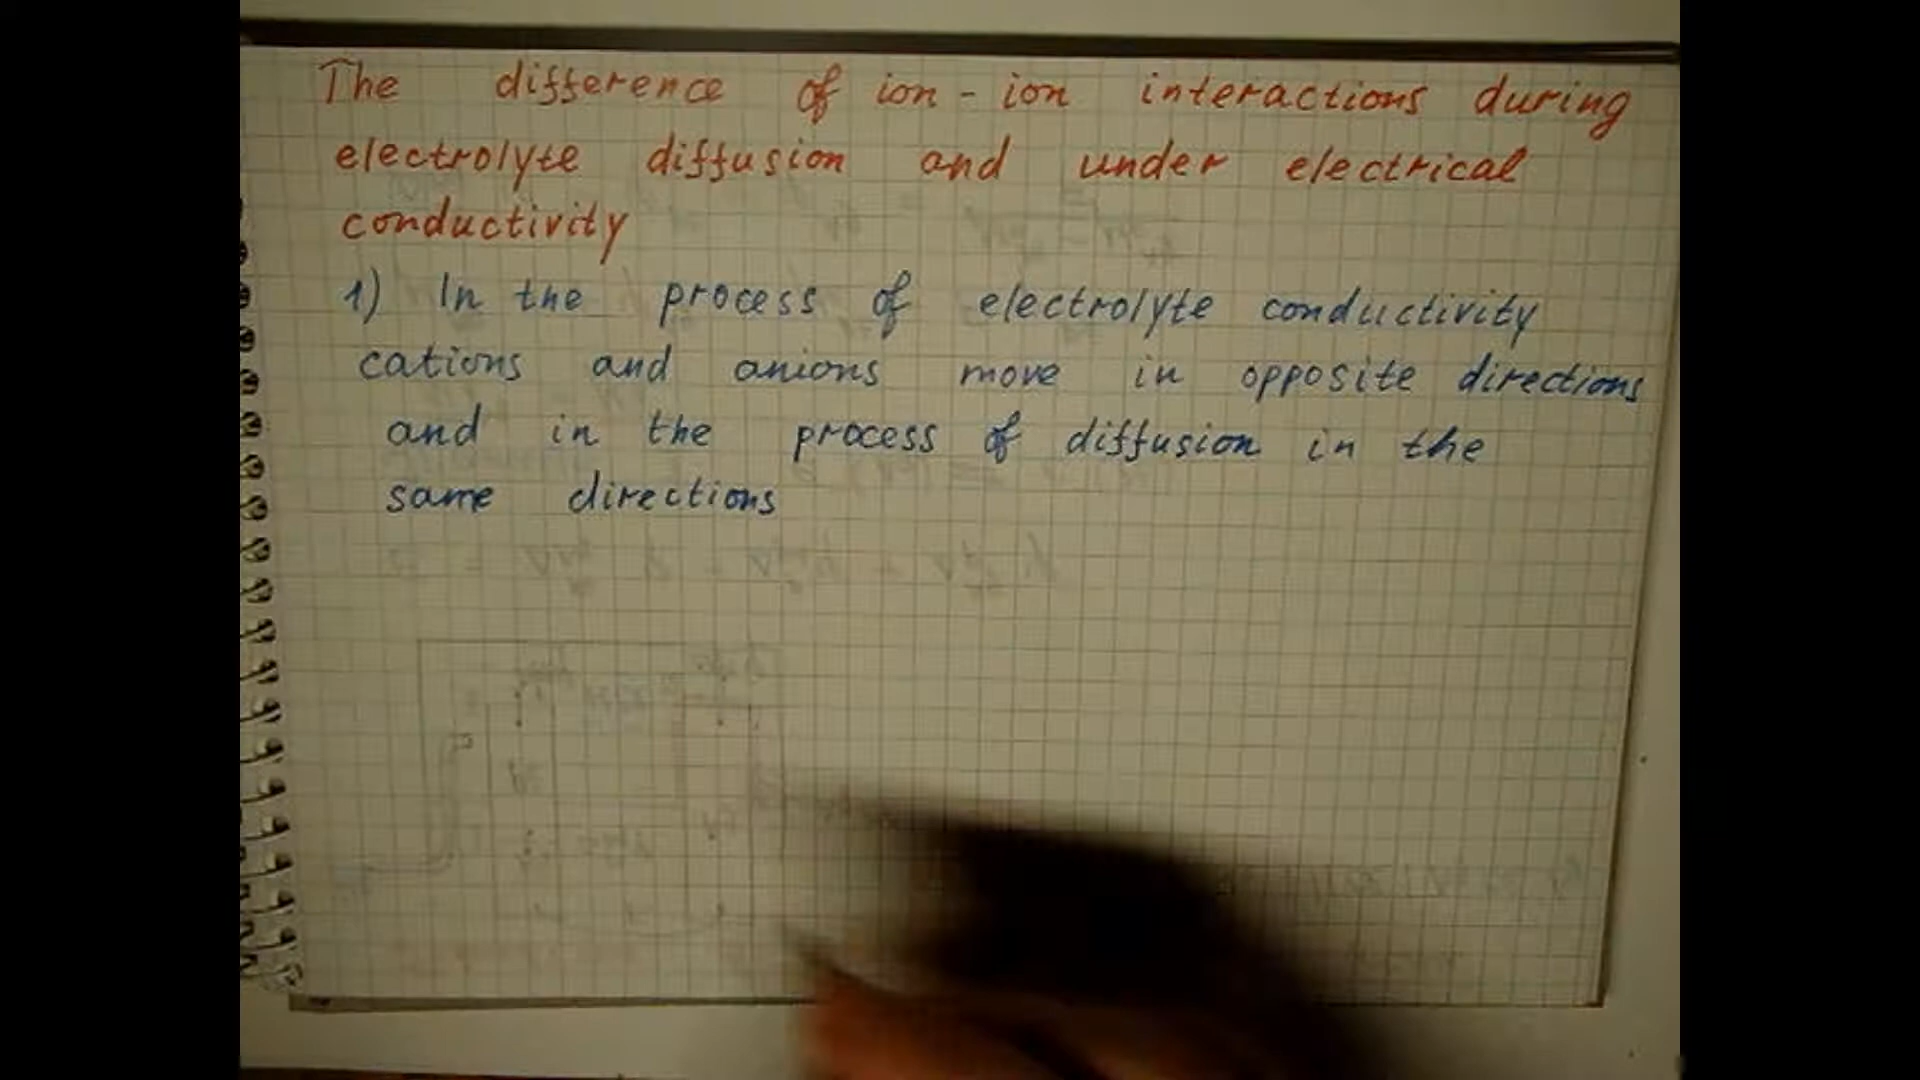 The difference of ion - ion interactions during
electrolyte diffusion and under electrical
conductivity
1) In the process of electrolyte conductivity
cations and anions move in opposite directions
and in the process of diffusion in the
same directions